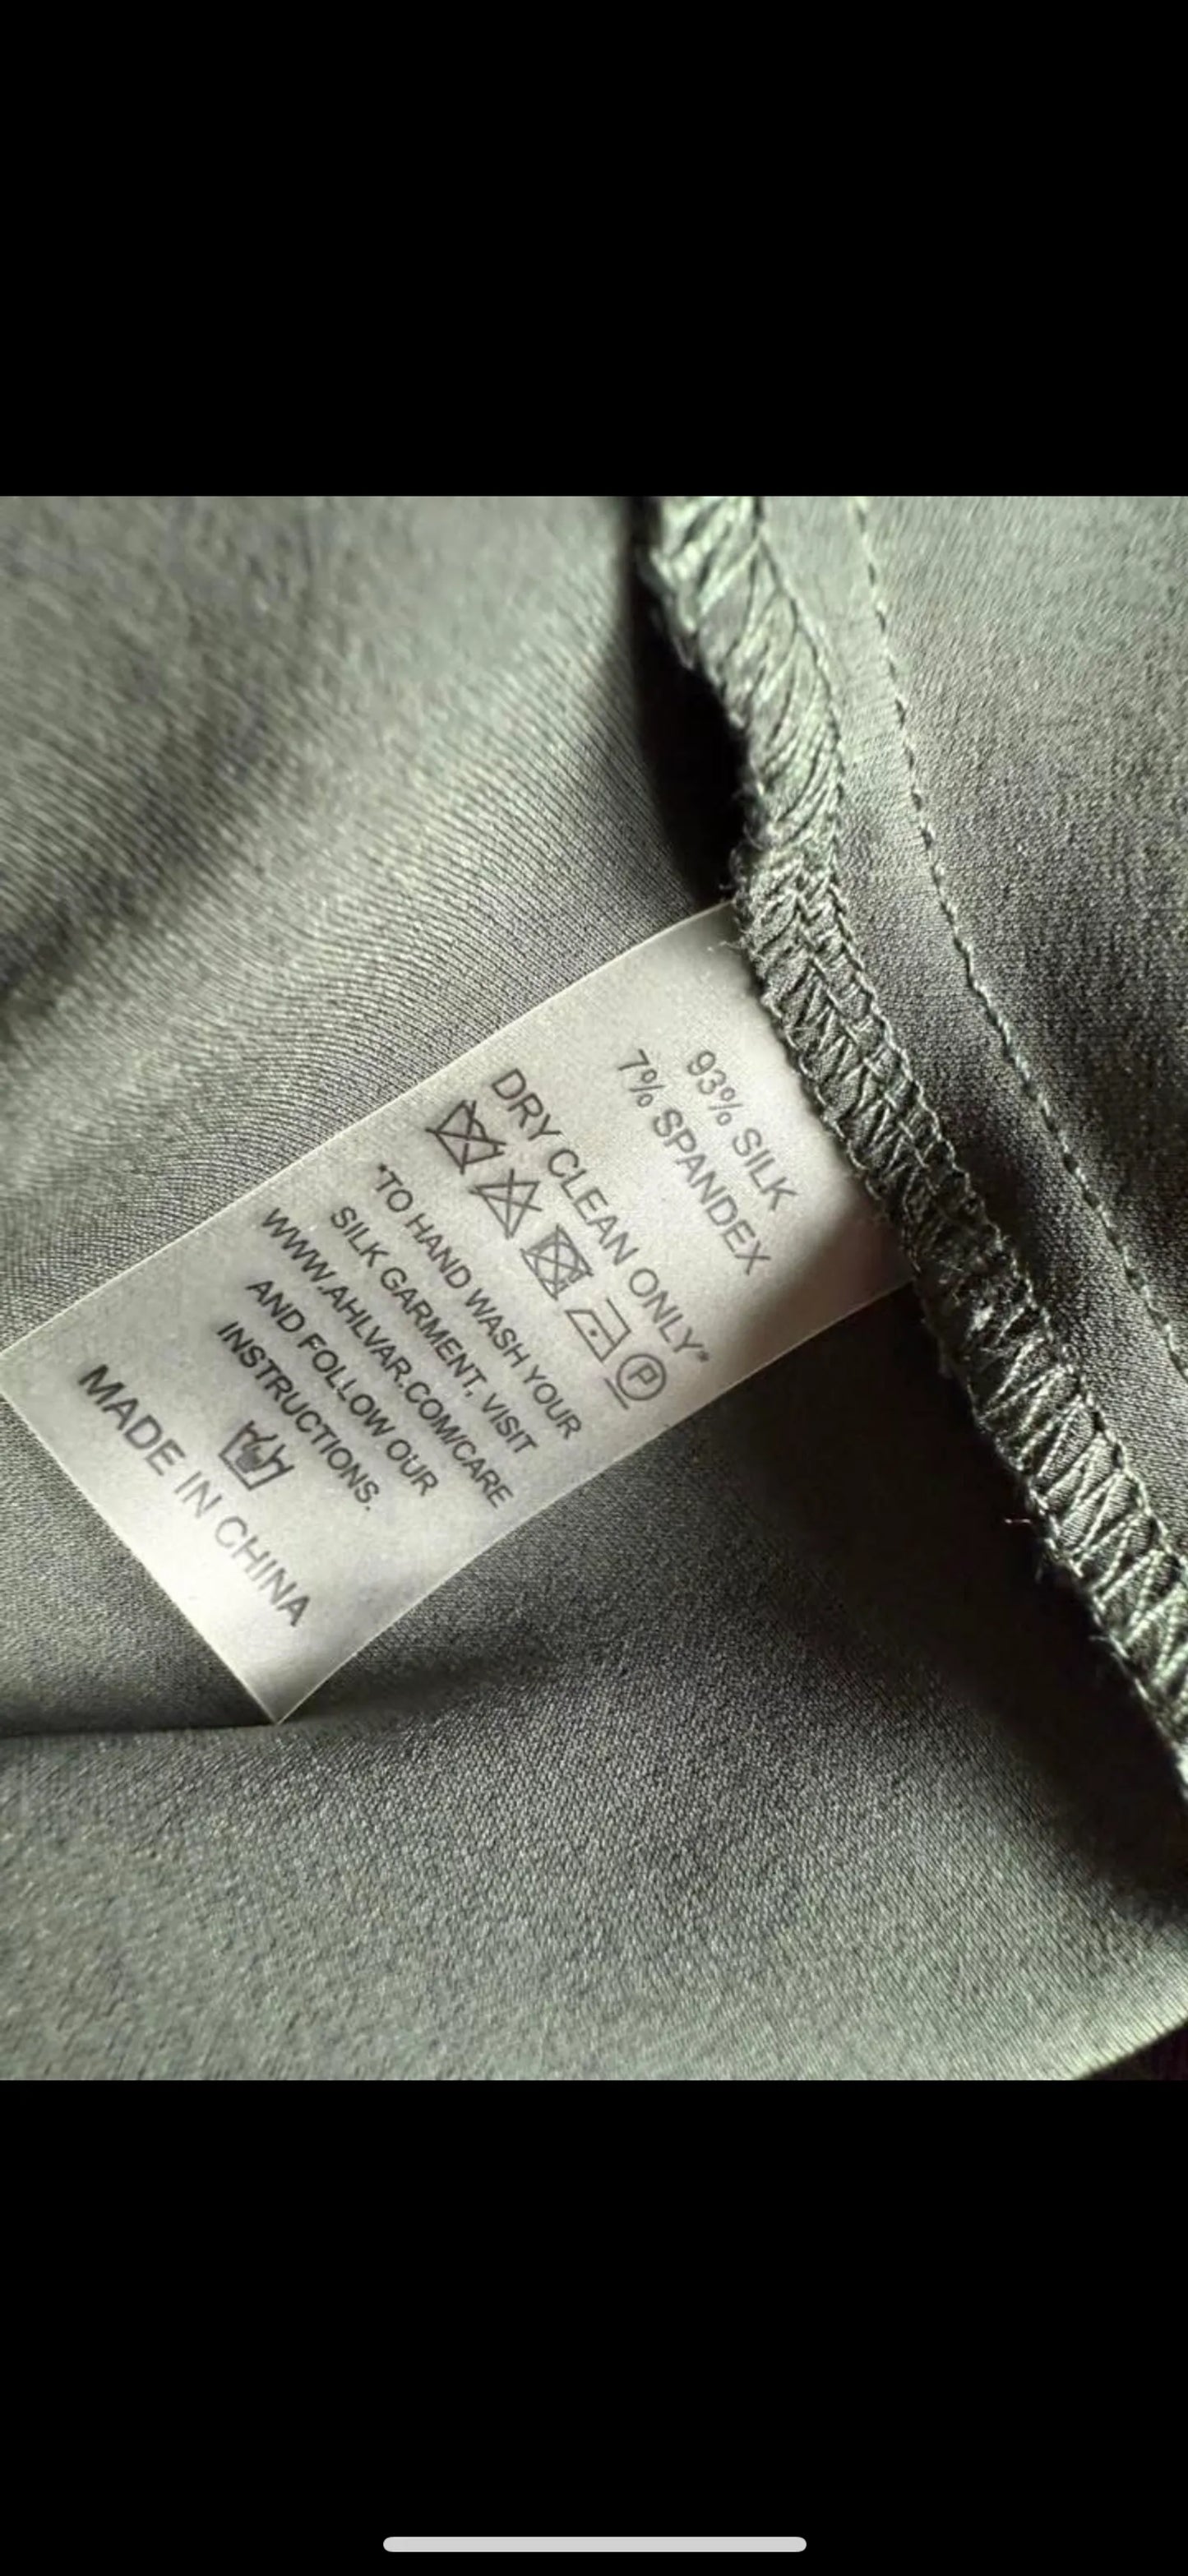 93% SILK
7% SPANDEX
DRY CLEAN ONLY*
P
*TO HAND WASH YOUR
SILK GARMENT, VISIT
WWW.AHLVAR.COM/CARE
AND FOLLOW OUR
INSTRUCTIONS.
MADE IN CHINA